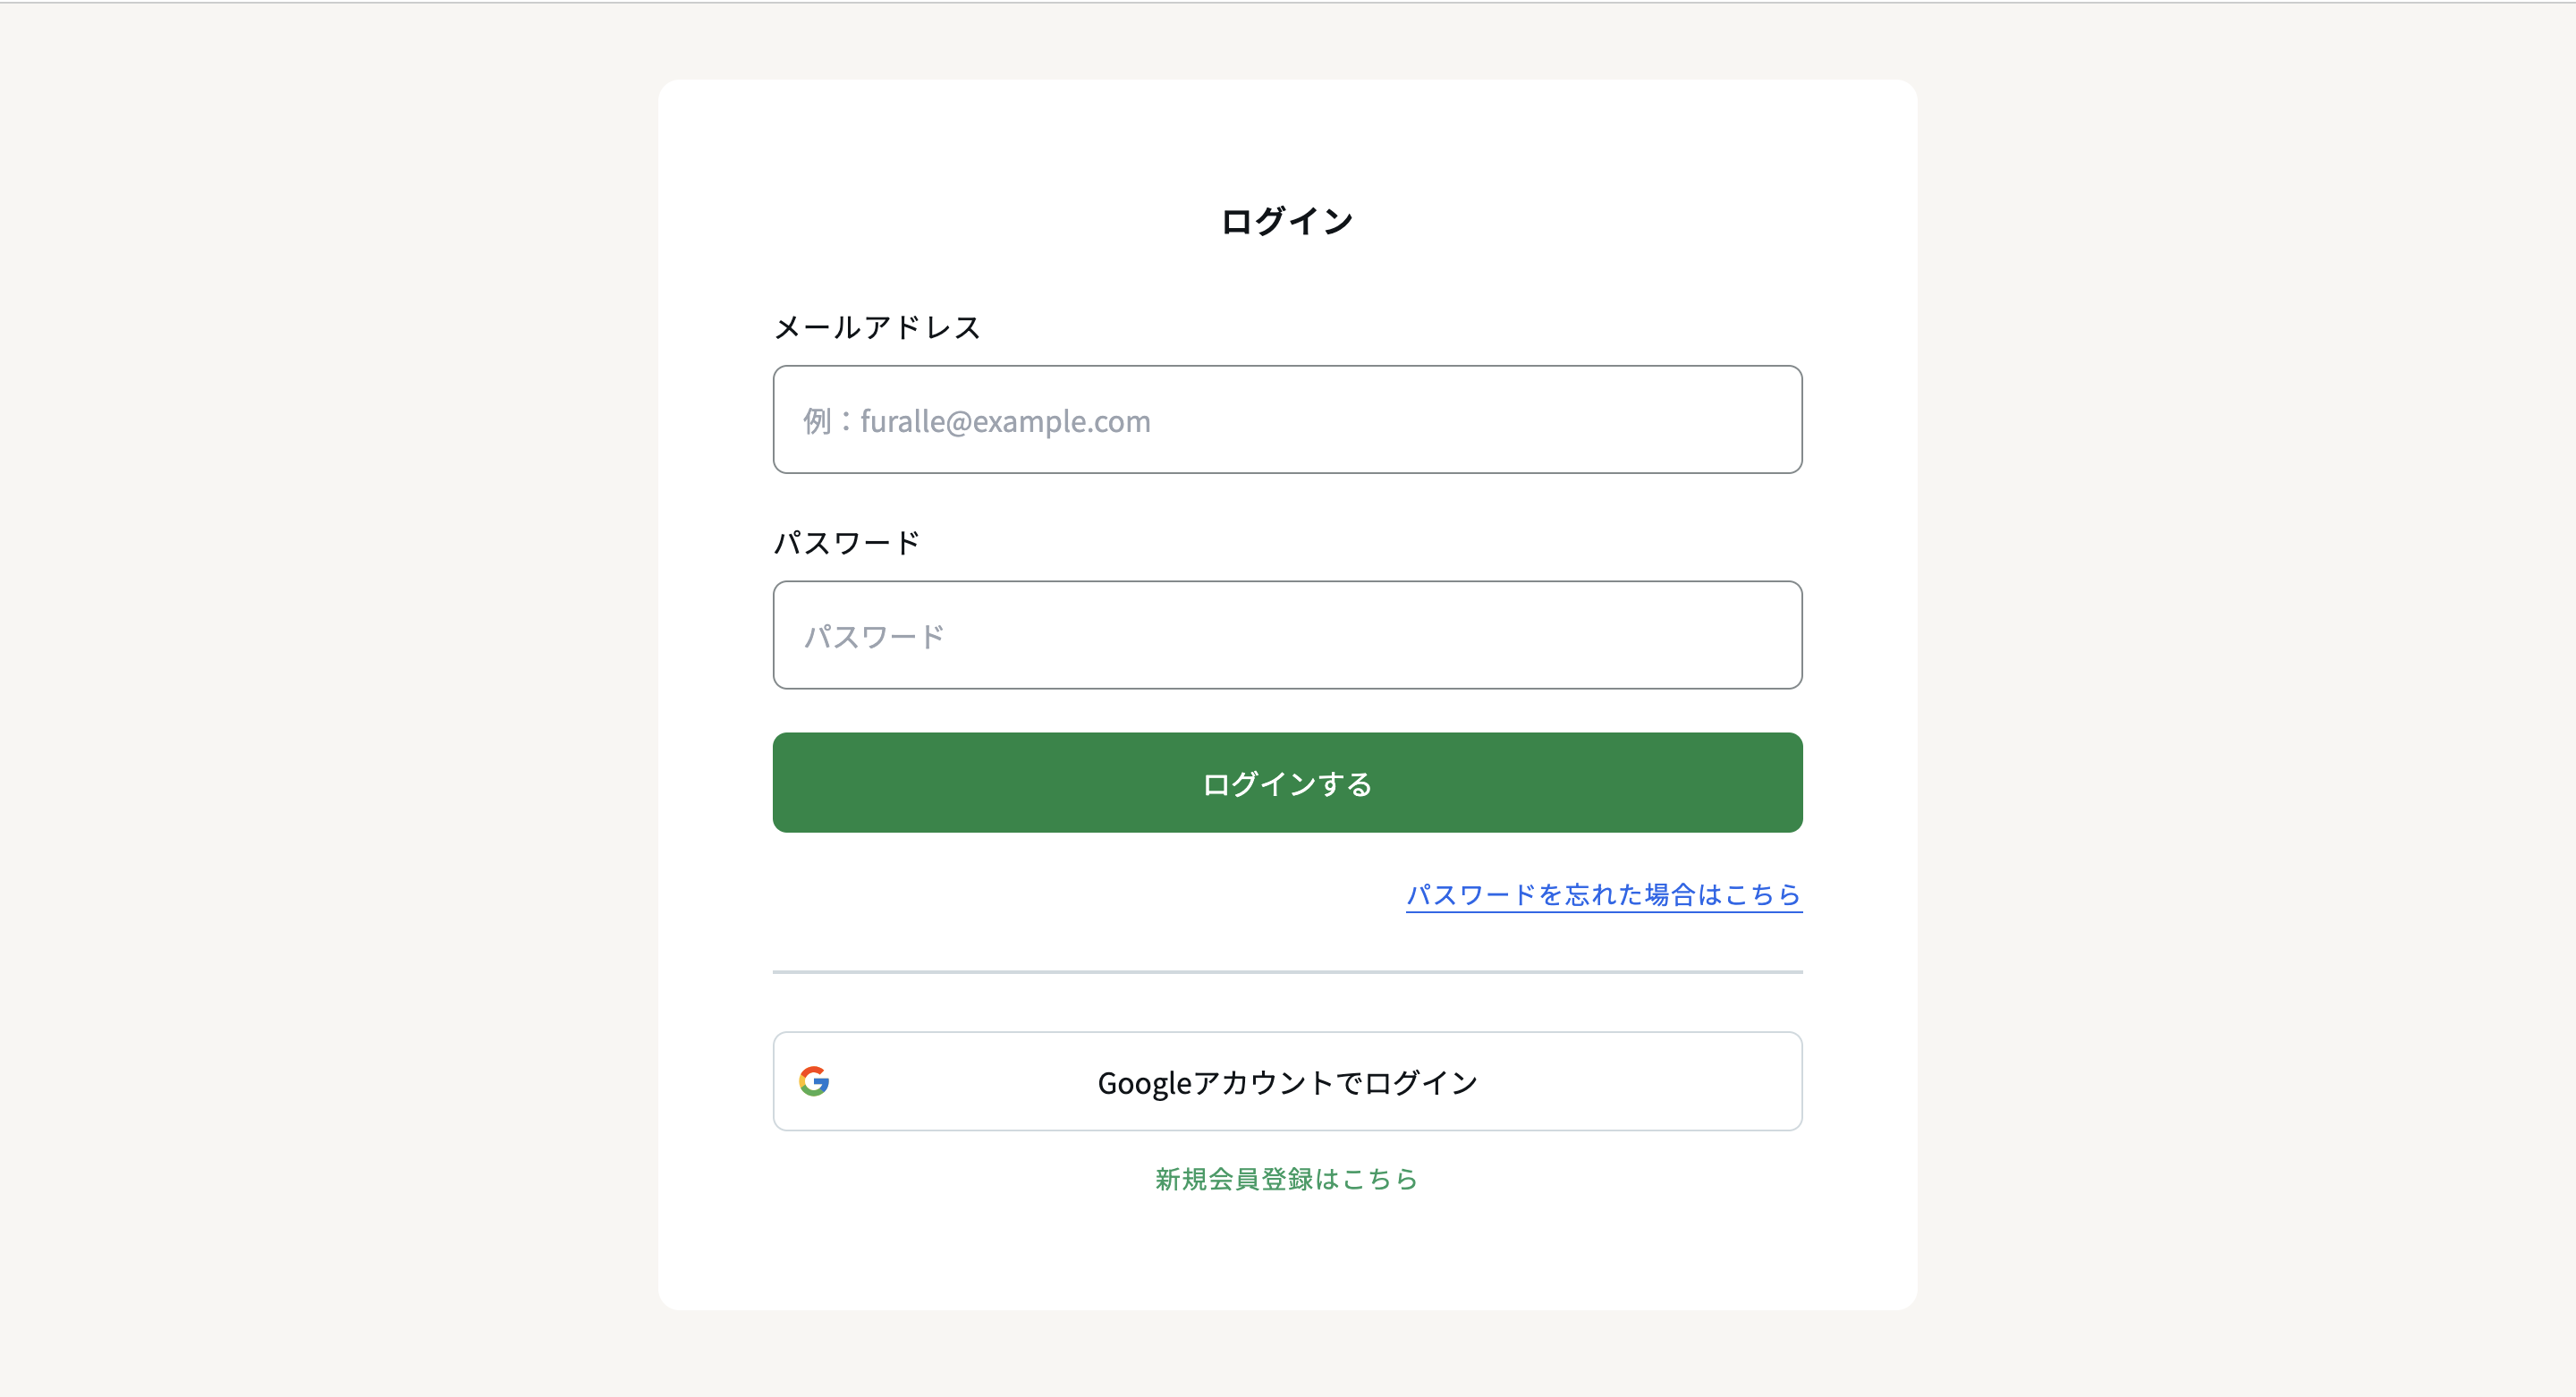 ログイン
メールアドレス
例：furalle@example.com
パスワード
パスワード
ログインする
パスワードを忘れた場合はこちら
Googleアカウントでログイン
新規会員登録はこちら